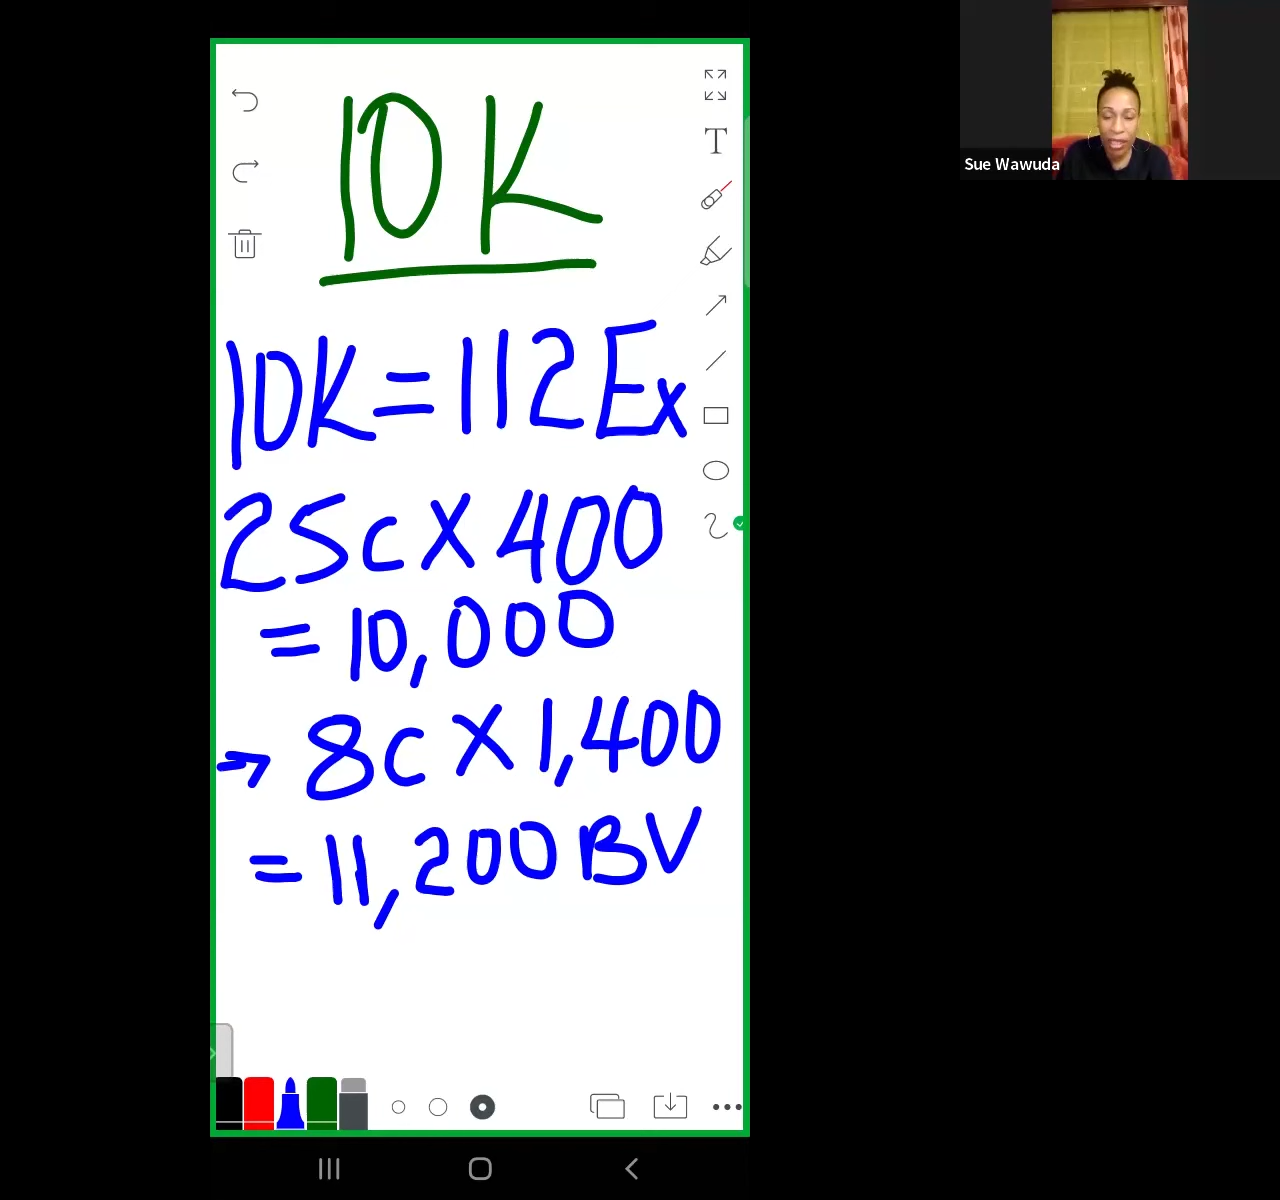 10K
10K = 112Ex
25c X 400
= 10,000
→ 8c X 1,400
= 11,200 BV
T
Sue Wawuda